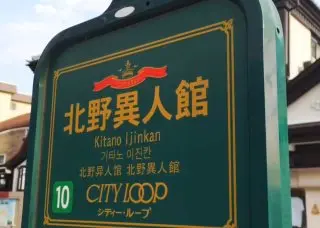 北野異人館
Kitano Ijinkan
기타노 이진칸
北野异人馆 北野異人館
10
CITY LOOP
シティー・ループ